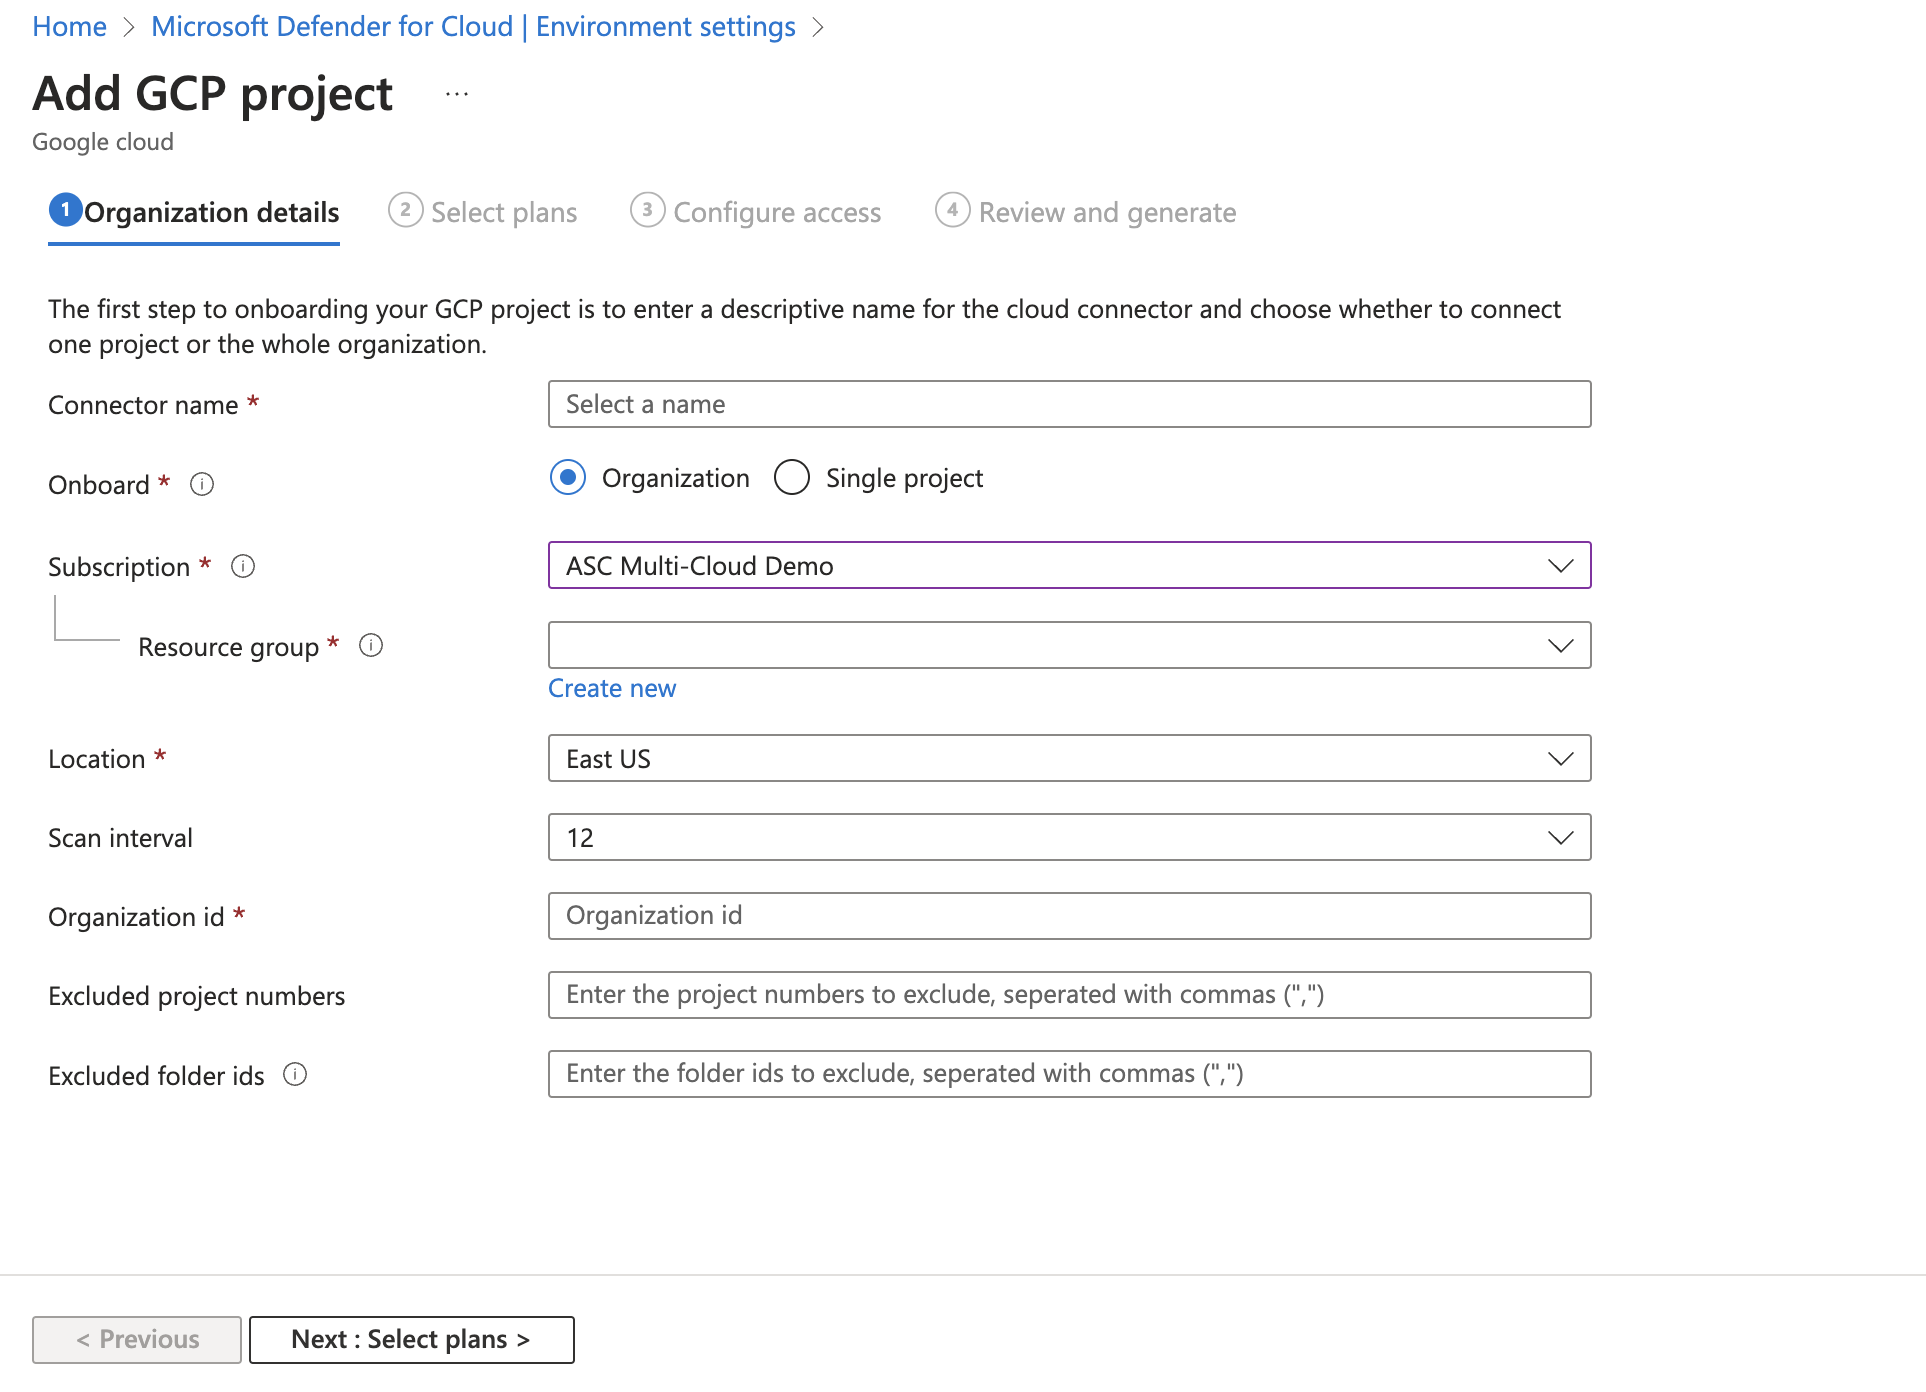 Home > Microsoft Defender for Cloud | Environment settings >
Add GCP project ...
Google cloud
1 Organization details 2 Select plans 3 Configure access 4 Review and generate
The first step to onboarding your GCP project is to enter a descriptive name for the cloud connector and choose whether to connect
one project or the whole organization.
Connector name * Select a name
Onboard * Organization Single project
Subscription * ASC Multi-Cloud Demo
Resource group *
Create new
Location * East US
Scan interval 12
Organization id * Organization id
Excluded project numbers Enter the project numbers to exclude, seperated with commas (",")
Excluded folder ids Enter the folder ids to exclude, seperated with commas (",")
< Previous Next : Select plans >